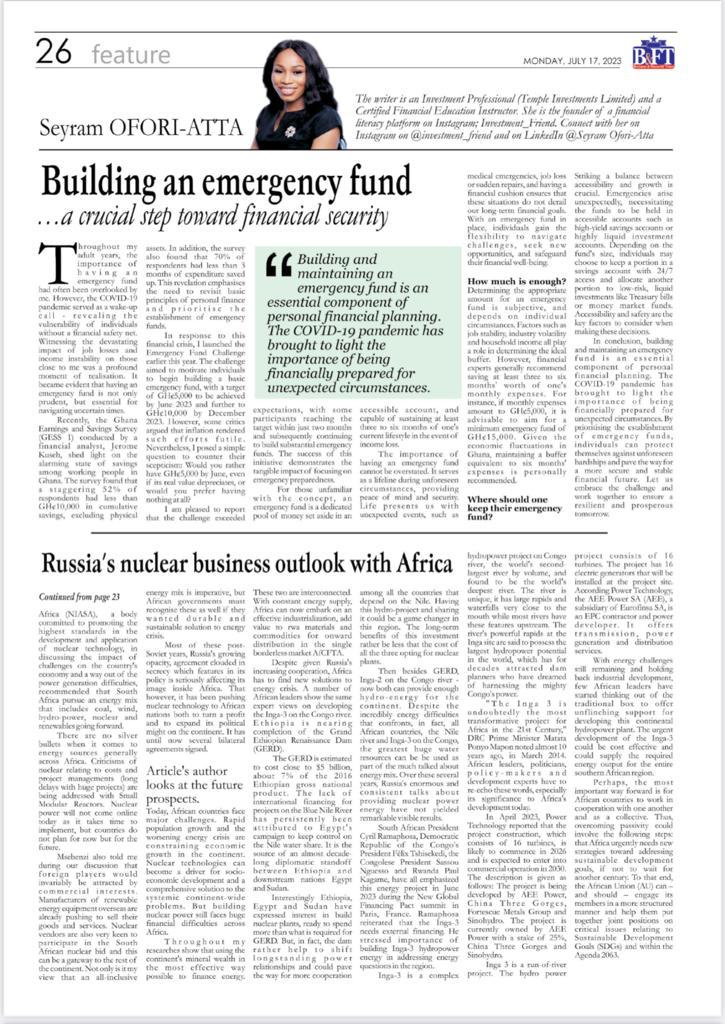 26 feature
MONDAY, JULY 17, 2023
B&FT
Seyram OFORI-ATTA
The writer is an Investment Professional (Temple Investments Limited) and a
Certified Financial Education Instructor. She is the founder of a financial
literacy platform on Instagram; Investment_Friend. Connect with her on
Instagram on @investment_friend and on LinkedIn @Seyram Ofori-Atta
Building an emergency fund
…a crucial step toward financial security
Throughout my
adult years, the
importance of
having an
emergency fund
had often been overlooked by
me. However, the COVID-19
pandemic served as a wake-up
call - revealing the
vulnerability of individuals
without a financial safety net.
Witnessing the devastating
impact of job losses and
income instability on those
close to me was a profound
moment of realisation. It
became evident that having an
emergency fund is not only
prudent, but essential for
navigating uncertain times.
Recently, the Ghana
Earnings and Savings Survey
(GESS 1) conducted by a
financial analyst, Jerome
Kuseh, shed light on the
alarming state of savings
among working people in
Ghana. The survey found that
a staggering 52% of
respondents had less than
GH¢10,000 in cumulative
savings, excluding physical
assets. In addition, the survey
also found that 70% of
respondents had less than 3
months of expenditure saved
up. This revelation emphasises
the need to revisit basic
principles of personal finance
and prioritise the
establishment of emergency
funds.
In response to this
financial crisis, I launched the
Emergency Fund Challenge
earlier this year. The challenge
aimed to motivate individuals
to begin building a basic
emergency fund, with a target
of GH¢5,000 to be achieved
by June 2023 and further to
GH¢10,000 by December
2023. However, some critics
argued that inflation rendered
such efforts futile.
Nevertheless, I posed a simple
question to counter their
scepticism: Would you rather
have GH¢5,000 by June, even
if its real value depreciates, or
would you prefer having
nothing at all?
I am pleased to report
that the challenge exceeded
“ Building and
maintaining an
emergency fund is an
essential component of
personal financial planning.
The COVID-19 pandemic has
brought to light the
importance of being
financially prepared for
unexpected circumstances.
expectations, with some
participants reaching the
target within just two months
and subsequently continuing
to build substantial emergency
funds. The success of this
initiative demonstrates the
tangible impact of focusing on
emergency preparedness.
For those unfamiliar
with the concept, an
emergency fund is a dedicated
pool of money set aside in an
accessible account, and
capable of sustaining at least
three to six months of one's
current lifestyle in the event of
income loss.
The importance of
having an emergency fund
cannot be overstated. It serves
as a lifeline during unforeseen
circumstances, providing
peace of mind and security.
Life presents us with
unexpected events, such as
medical emergencies, job loss
or sudden repairs, and having a
financial cushion ensures that
these situations do not derail
our long-term financial goals.
With an emergency fund in
place, individuals gain the
flexibility to navigate
challenges, seek new
opportunities, and safeguard
their financial well-being.
How much is enough?
Determining the appropriate
amount for an emergency
fund is subjective, and
depends on individual
circumstances. Factors such as
job stability, industry volatility
and household income all play
a role in determining the ideal
buffer. However, financial
experts generally recommend
saving at least three to six
months' worth of one's
monthly expenses. For
instance, if monthly expenses
amount to GH¢5,000, it is
advisable to aim for a
minimum emergency fund of
GH¢15,000. Given the
economic fluctuations in
Ghana, maintaining a buffer
equivalent to six months'
expenses is personally
recommended.
Where should one
keep their emergency
fund?
Striking a balance between
accessibility and growth is
crucial. Emergencies arise
unexpectedly, necessitating
the funds to be held in
accessible accounts such as
high-yield savings accounts or
highly liquid investment
accounts. Depending on the
fund's size, individuals may
choose to keep a portion in a
savings account with 24/7
access and allocate another
portion to low-risk, liquid
investments like Treasury bills
or money market funds.
Accessibility and safety are the
key factors to consider when
making these decisions.
In conclusion, building
and maintaining an emergency
fund is an essential
component of personal
financial planning. The
COVID-19 pandemic has
brought to light the
importance of being
financially prepared for
unexpected circumstances. By
prioritising the establishment
of emergency funds,
individuals can protect
themselves against unforeseen
hardships and pave the way for
a more secure and stable
financial future. Let us
embrace the challenge and
work together to ensure a
resilient and prosperous
tomorrow.
Russia's nuclear business outlook with Africa
Continued from page 23
Africa (NIASA), a body
committed to promoting the
highest standards in the
development and application
of nuclear technology, in
discussing the impact of
challenges on the country's
economy and a way out of the
power generation difficulties,
recommended that South
Africa pursue an energy mix
that includes coal, wind,
hydro-power, nuclear and
renewables going forward.
There are no silver
bullets when it comes to
energy sources generally
across Africa. Criticisms of
nuclear relating to costs and
project managements (long
delays with huge projects) are
being addressed with Small
Modular Reactors. Nuclear
power will not come online
today as it takes time to
implement, but countries do
not plan for now but for the
future.
Msebenzi also told me
during our discussion that
foreign players would
invariably be attracted by
commercial interests.
Manufacturers of renewable
energy equipment overseas are
already pushing to sell their
goods and services. Nuclear
vendors are also very keen to
participate in the South
African nuclear bid and this
can be a gateway to the rest of
the continent. Not only is it my
view that an all-inclusive
energy mix is imperative, but
African governments must
recognise these as well if they
wanted durable and
sustainable solution to energy
crisis.
Most of these post-
Soviet years, Russia's growing
opacity, agreement clouded in
secrecy which features in its
policy is seriously affecting its
image inside Africa. That
however, it has been pushing
nuclear technology to African
nations both to turn a profit
and to expand its political
might on the continent. It has
until now several bilateral
agreements signed.
Article's author
looks at the future
prospects.
Today, African countries face
major challenges. Rapid
population growth and the
worsening energy crisis are
constraining economic
growth in the continent.
Nuclear technologies can
become a driver for socio-
economic development and a
comprehensive solution to the
systemic continent-wide
problems. But building
nuclear power still faces huge
financial difficulties across
Africa.
Throughout my
researches show that using the
continent's mineral wealth in
the most effective way
possible to finance energy.
These two are interconnected.
With constant energy supply,
Africa can now embark on an
effective industrialisation, add
value to raw materials and
commodities for onward
distribution in the single
borderless market AfCFTA.
Despite given Russia's
increasing cooperation, Africa
has to find new solutions to
energy crisis. A number of
African leaders show the same
expert views on developing
the Inga-3 on the Congo river.
Ethiopia is nearing
completion of the Grand
Ethiopian Renaissance Dam
(GERD).
The GERD is estimated
to cost close to $5 billion,
about 7% of the 2016
Ethiopian gross national
product. The lack of
international financing for
projects on the Blue Nile River
has persistently been
attributed to Egypt's
campaign to keep control on
the Nile water share. It is the
source of an almost decade-
long diplomatic standoff
between Ethiopia and
downstream nations Egypt
and Sudan.
Interestingly Ethiopia,
Egypt and Sudan have
expressed interest in build
nuclear plants, ready to spend
more than what is required for
GERD. But, in fact, the dam
rather help to shift
longstanding power
relationships and could pave
the way for more cooperation
among all the countries that
depend on the Nile. Having
this hydro-project and sharing
it could be a game changer in
this region. The long-term
benefits of this investment
rather be less that the cost of
all the three opting for nuclear
plants.
Then besides GERD,
Inga-2 on the Congo river -
now both can provide enough
hydro-energy for the
continent. Despite the
incredibly energy difficulties
that confronts, in fact, all
African countries, the Nile
river and Inga-3 on the Congo,
the greatest huge water
resources can be be used as
part of the much talked about
energy mix. Over these several
years, Russia's enormous and
consistent talks about
providing nuclear power
energy have not yielded
remarkable visible results.
South African President
Cyril Ramaphosa, Democratic
Republic of the Congo's
President Félix Tshisekedi, the
Congolese President Sassou
Nguesso and Rwanda Paul
Kagame, have all emphasized
this energy project in June
2023 during the New Global
Financing Pact summit in
Paris, France. Ramaphosa
reiterated that the Inga-3
needs external financing. He
stressed importance of
building Inga-3 hydropower
energy in addressing energy
questions in the region.
Inga-3 is a complex
hydropower project on Congo
river, the world's second-
largest river by volume, and
found to be the world's
deepest river. The river is
unique, it has large rapids and
waterfalls very close to the
mouth while most rivers have
these features upstream. The
river's powerful rapids at the
Inga site are said to possess the
largest hydropower potential
in the world, which has for
decades attracted dam
planners who have dreamed
of harnessing the mighty
Congo's power.
"The Inga 3 is
undoubtedly the most
transformative project for
Africa in the 21st Century,"
DRC Prime Minister Matata
Ponyo Mapon noted almost 10
years ago, in March 2014.
African leaders, politicians,
policy-makers and
development experts have to
re-echo these words, especially
its significance to Africa's
development today.
In April 2023, Power
Technology reported that the
project construction, which
consists of 16 turbines, is
likely to commence in 2026
and is expected to enter into
commercial operation in 2030.
The description is given as
follows: The project is being
developed by AEE Power,
China Three Gorges,
Fortescue Metals Group and
Sinohydro. The project is
currently owned by AEE
Power with a stake of 25%,
China Three Gorges and
Sinohydro.
Inga 3 is a run-of-river
project. The hydro power
project consists of 16
turbines. The project has 16
electric generators that will be
installed at the project site.
According Power Technology,
the AEE Power SA (AEE), a
subsidiary of Eurofinsa SA, is
an EPC contractor and power
developer. It offers
transmission, power
generation and distribution
services.
With energy challenges
still remaining and holding
back industrial development,
few African leaders have
started thinking out of the
traditional box to offer
unflinching support for
developing this continental
hydropower plant. The urgent
development of the Inga-3
could be cost effective and
could supply the required
energy output for the entire
southern African region.
Perhaps, the most
important way forward is for
African countries to work in
cooperation with one another
and as a collective. Thus,
overcoming passivity could
involve the following steps:
that Africa urgently needs new
strategies toward addressing
sustainable development
goals, if not to wait for
another century. To that end,
the African Union (AU) can –
and should – engage its
members in a more structured
manner and help them put
together joint positions on
critical issues relating to
Sustainable Development
Goals (SDGs) and within the
Agenda 2063.